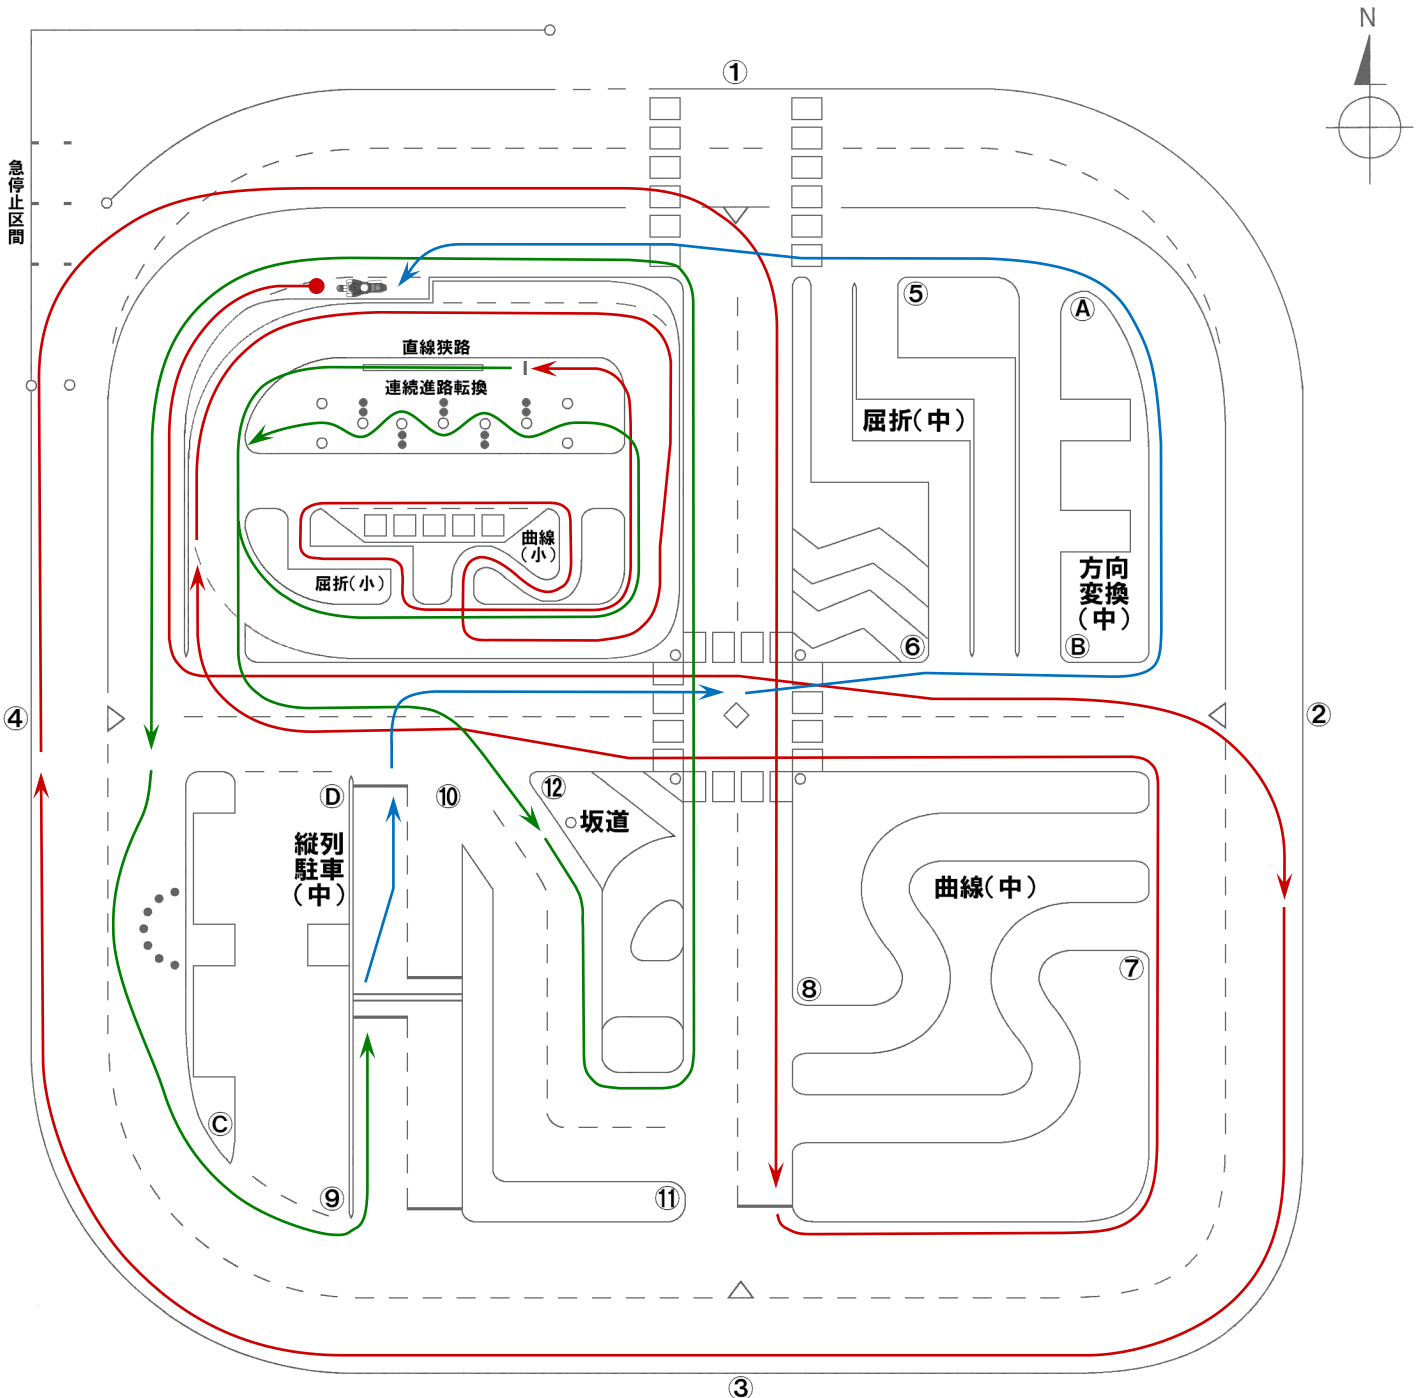 N
①
急停止区間
⑤
Ⓐ
直線狭路
連続進路転換
屈折(中)
曲線
(小)
屈折(小)
方向
変換
(中)
⑥
Ⓑ
④
②
Ⓓ
⑩
⑫
坂道
縦列
駐車
(中)
曲線(中)
⑦
⑧
Ⓒ
⑨
⑪
③